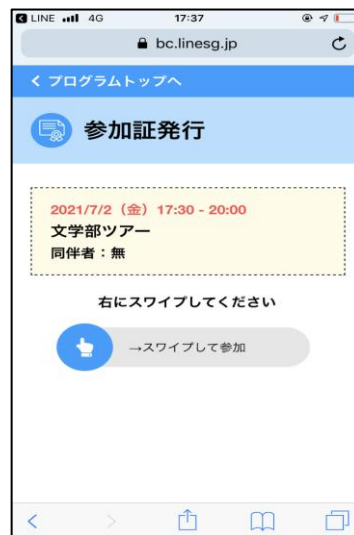 LINE 4G 17:37
bc.linesg.jp
プログラムトップへ
参加証発行
2021/7/2（金）17:30 - 20:00
文学部ツアー
同伴者：無
右にスワイプしてください
→スワイプして参加